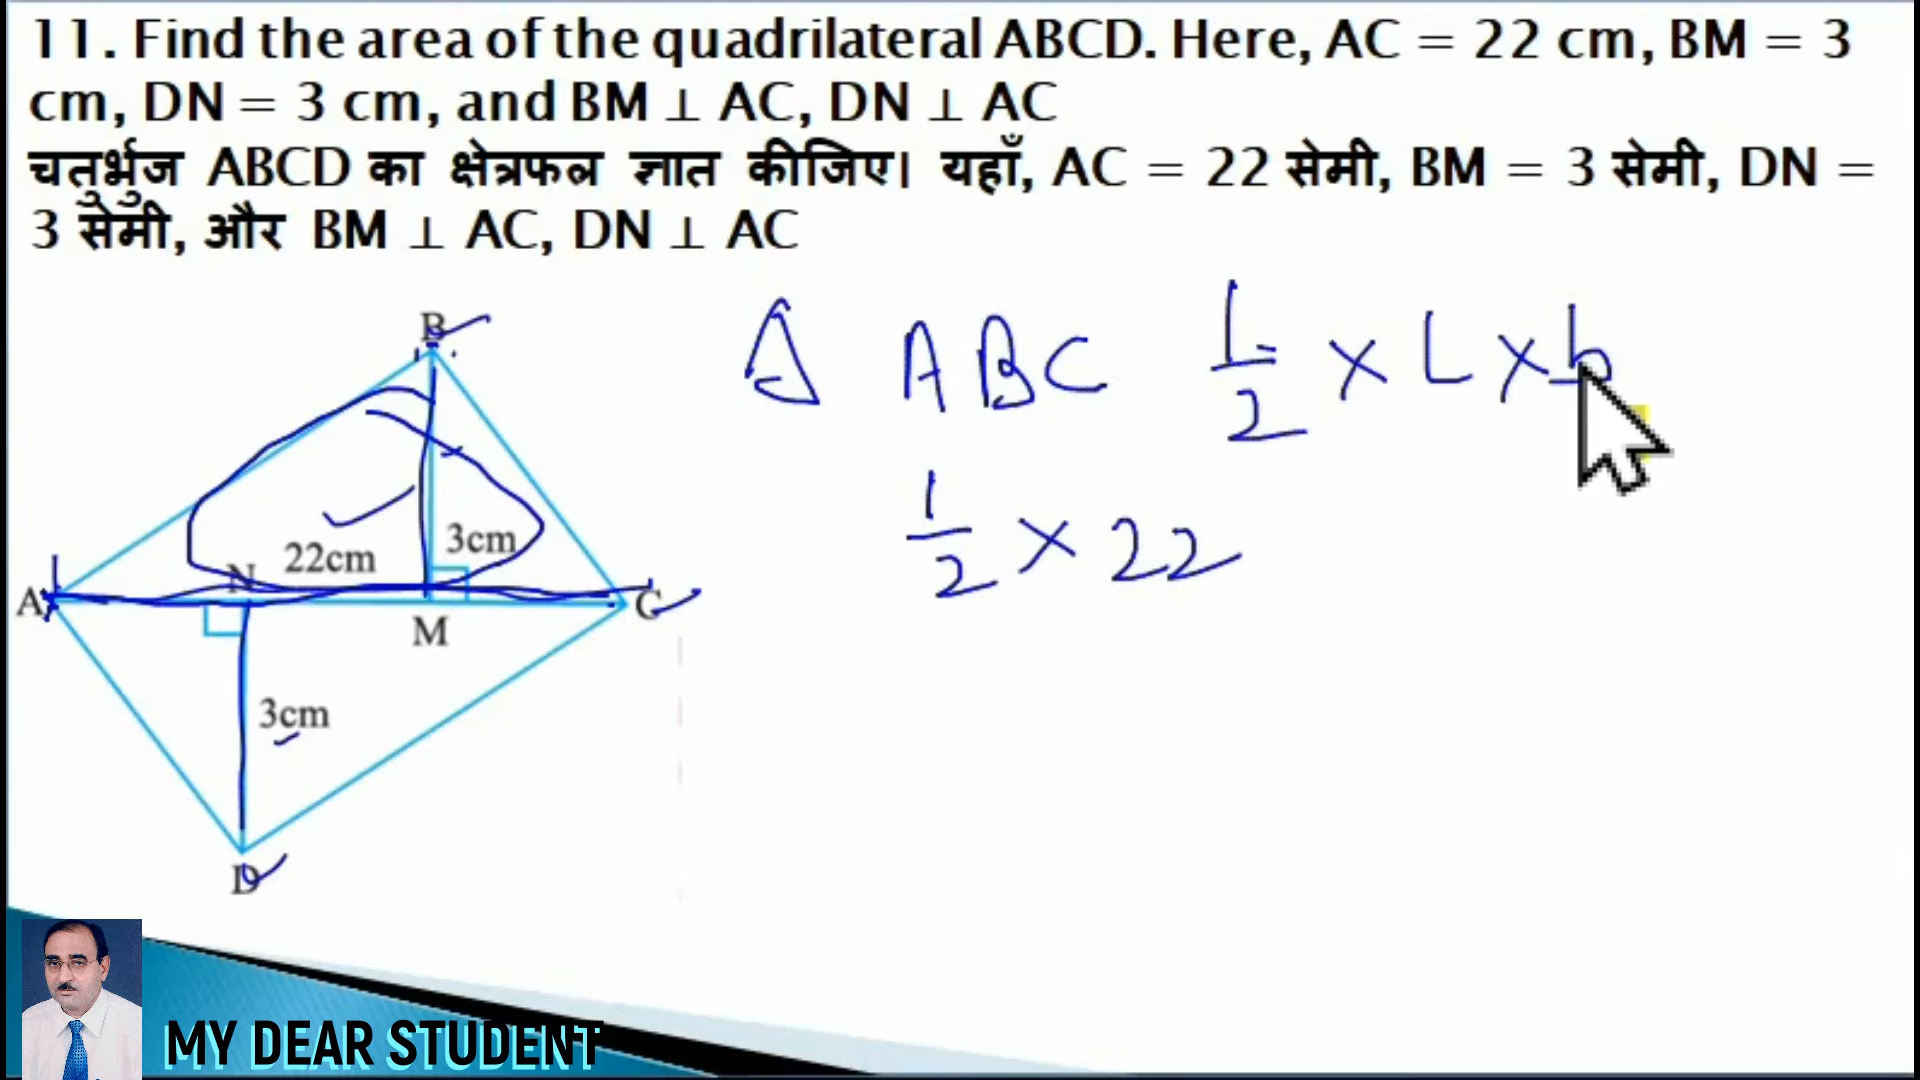 11. Find the area of the quadrilateral ABCD. Here, AC = 22 cm, BM = 3
cm, DN = 3 cm, and BM ⊥ AC, DN ⊥ AC
चतुर्भुज ABCD का क्षेत्रफल ज्ञात कीजिए। यहाँ, AC = 22 सेमी, BM = 3 सेमी, DN =
3 सेमी, और BM ⊥ AC, DN ⊥ AC
B
Δ ABC 1/2 × L × b
1/2 × 22
22cm
3cm
N
A
C
M
3cm
D
MY DEAR STUDENT